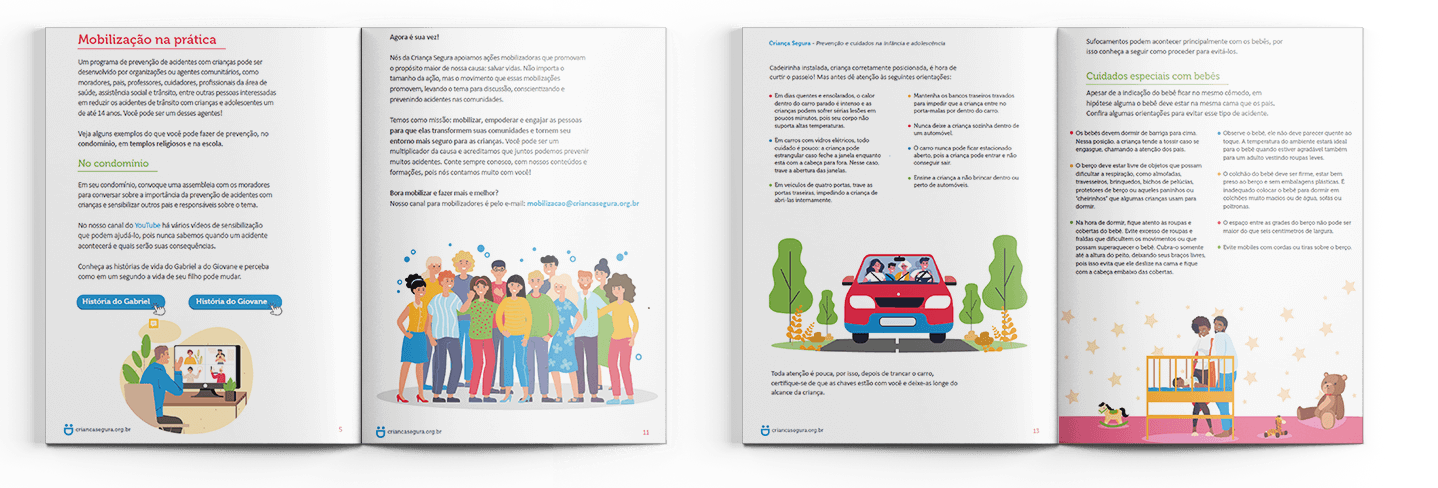 Mobilização na prática
Um programa de prevenção de acidentes com crianças pode ser
desenvolvido por organizações ou agentes comunitários, como
moradores, pais, professores, cuidadores, profissionais da área de
saúde, assistência social e trânsito, entre outras pessoas interessadas
em reduzir os acidentes de trânsito com crianças e adolescentes um
de até 14 anos. Você pode ser um desses agentes!
Veja alguns exemplos do que você pode fazer de prevenção, no
condomínio, em templos religiosos e na escola.
No condomínio
Em seu condomínio, convoque uma assembleia com os moradores
para conversar sobre a importância da prevenção de acidentes com
crianças e sensibilizar outros pais e responsáveis sobre o tema.
No nosso canal do YouTube há vários vídeos de sensibilização
que podem ajudá-lo, pois nunca sabemos quando um acidente
acontecerá e quais serão suas consequências.
Conheça as histórias de vida do Gabriel a do Giovane e perceba
como em um segundo a vida de seu filho pode mudar.
História do Gabriel
História do Giovane
criancasegura.org.br
5
Agora é sua vez!
Nós da Criança Segura apoiamos ações mobilizadoras que promovam
o propósito maior de nossa causa: salvar vidas. Não importa o
tamanho da ação, mas o movimento que essas mobilizações
promovem, levando o tema para discussão, conscientizando e
prevenindo acidentes nas comunidades.
Temos como missão: mobilizar, empoderar e engajar as pessoas
para que elas transformem suas comunidades e tornem seu
entorno mais seguro para as crianças. Você pode ser um
multiplicador da causa e acreditamos que juntos podemos prevenir
muitos acidentes. Conte sempre conosco, com nossos conteúdos e
formações, pois nós contamos muito com você!
Bora mobilizar e fazer mais e melhor?
Nosso canal para mobilizadores é pelo e-mail: mobilizacao@criancasegura.org.br
criancasegura.org.br
11
Criança Segura - Prevenção e cuidados na infância e adolescência
Cadeirinha instalada, criança corretamente posicionada, é hora de
curtir o passeio! Mas antes dê atenção às seguintes orientações:
Em dias quentes e ensolarados, o calor
dentro do carro parado é intenso e as
crianças podem sofrer sérias lesões em
poucos minutos, pois seu corpo não
suporta altas temperaturas.
Em carros com vidros elétricos, todo
cuidado é pouco: a criança pode
estrangular caso feche a janela enquanto
esta com a cabeça para fora. Nesse caso,
trave a abertura das janelas.
Em veículos de quatro portas, trave as
portas traseiras, impedindo a criança de
abri-las internamente.
Mantenha os bancos traseiros travados
para impedir que a criança entre no
porta-malas por dentro do carro.
Nunca deixe a criança sozinha dentro de
um automóvel;
O carro nunca pode ficar estacionado
aberto, pois a criança pode entrar e não
conseguir sair.
Ensine a criança a não brincar dentro ou
perto de automóveis.
Toda atenção é pouca, por isso, depois de trancar o carro,
certifique-se de que as chaves estão com você e deixe-as longe do
alcance da criança.
criancasegura.org.br
15
Sufocamentos podem acontecer principalmente com os bebês, por
isso conheça a seguir como proceder para evitá-los.
Cuidados especiais com bebês
Apesar de a indicação do bebê ficar no mesmo cômodo, em
hipótese alguma o bebê deve estar na mesma cama que os pais.
Confira algumas orientações para evitar esse tipo de acidente.
Os bebês devem dormir de barriga para cima.
Nessa posição, a criança tende a tossir caso se
engasgue, chamando a atenção dos pais.
O berço deve estar livre de objetos que possam
dificultar a respiração, como almofadas,
travesseiros, brinquedos, bichos de pelúcias,
protetores de berço ou aqueles paninhos ou
"cheirinhos" que algumas crianças usam para
dormir.
Na hora de dormir, fique atento às roupas e
cobertas do bebê. Evite excesso de roupas e
fraldas que dificultem os movimentos ou que
possam superaquecer o bebê. Cubra-o somente
até a altura do peito, deixando seus braços livres,
pois isso evita que ele deslize na cama e fique
com a cabeça embaixo das cobertas.
Observe o bebê, ele não deve parecer quente ao
toque. A temperatura do ambiente estará ideal
para o bebê quando estiver agradável também
para um adulto vestindo roupas leves.
O colchão do bebê deve ser firme, estar bem
preso ao berço e sem embalagens plásticas. É
inadequado colocar o bebê para dormir em
colchões muito macios ou de água, sofás ou
poltronas.
O espaço entre as grades do berço não pode ser
maior do que seis centímetros de largura.
Evite móbiles com cordas ou tiras sobre o berço.